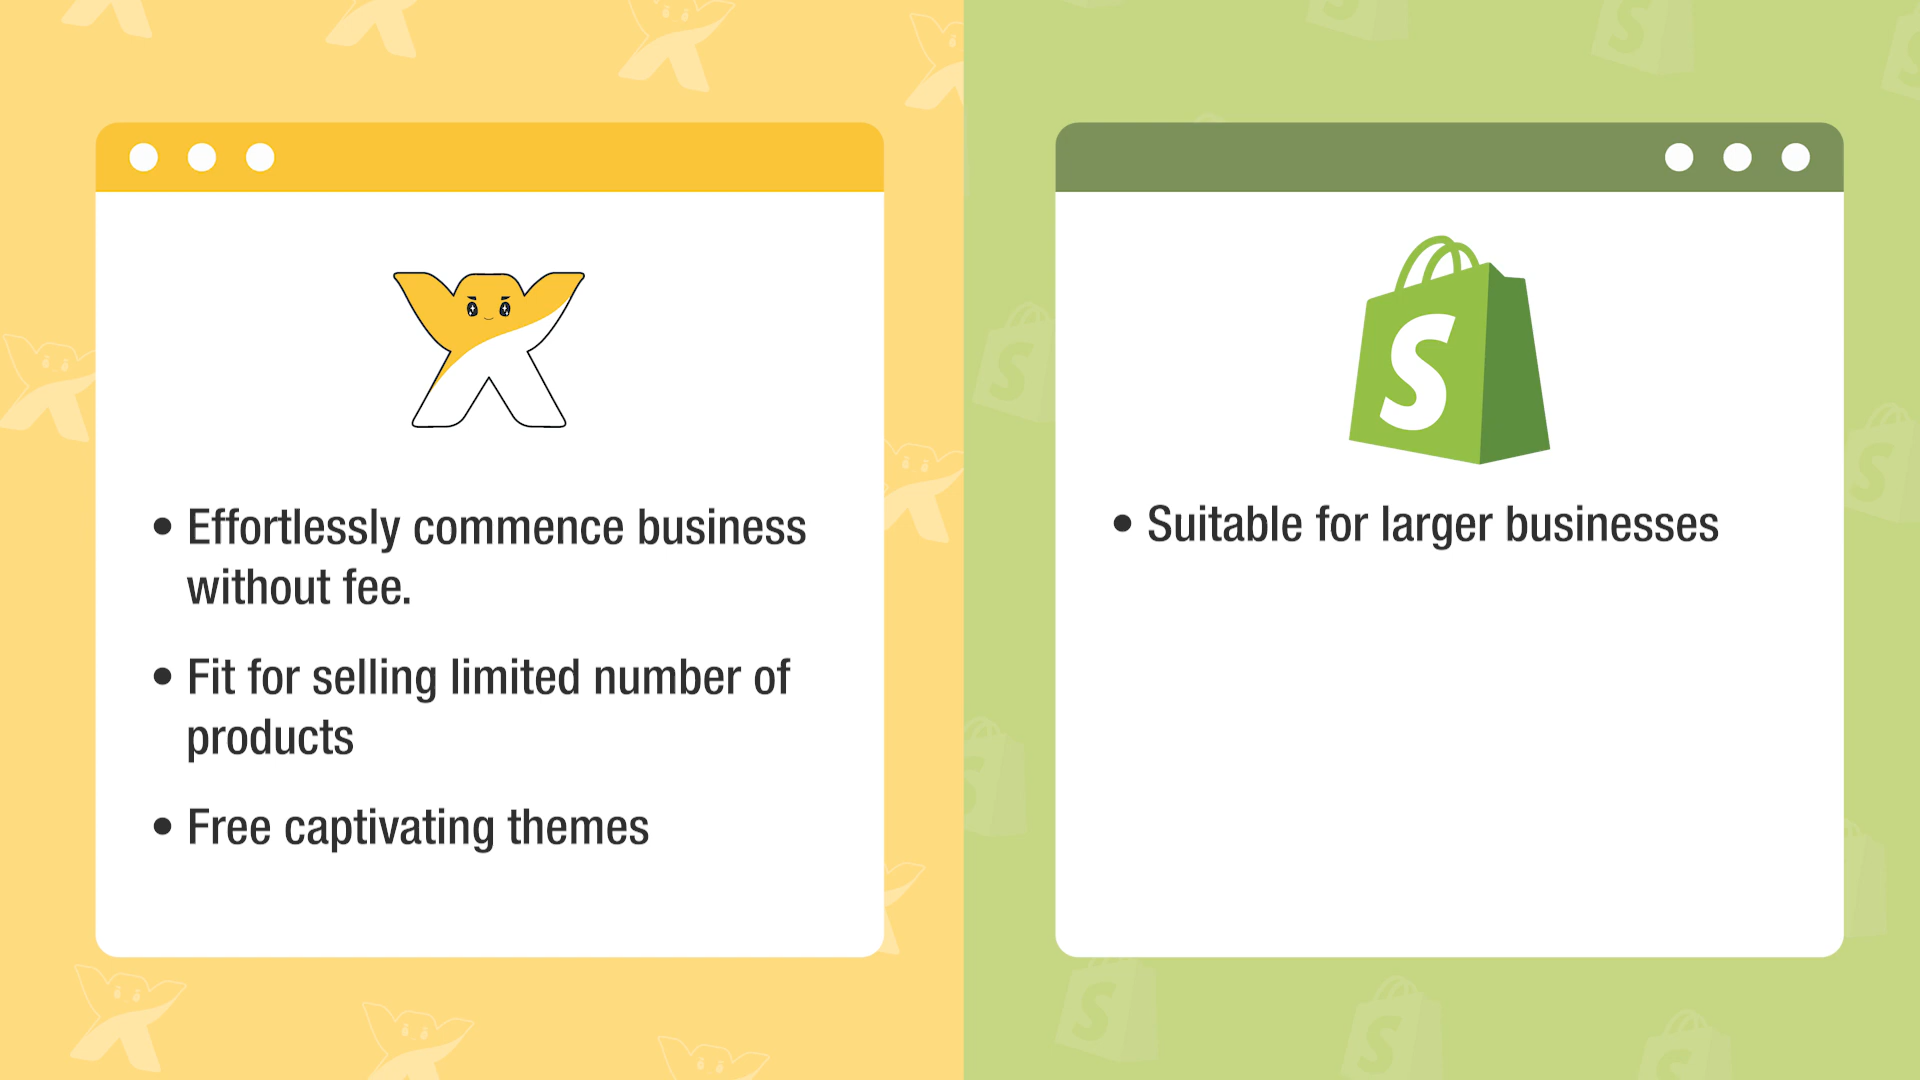 • Effortlessly commence business
without fee.
• Fit for selling limited number of
products
• Free captivating themes
S
• Suitable for larger businesses